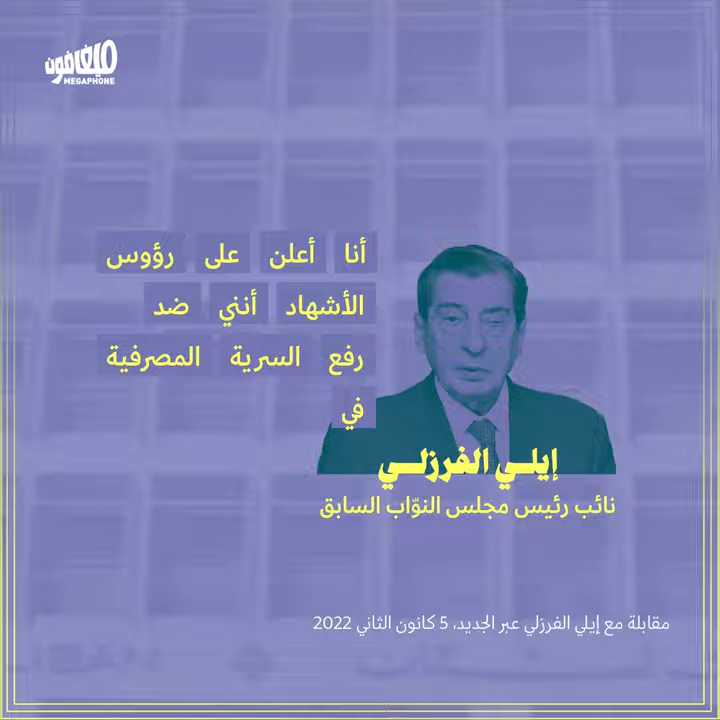 ميغافون
MEGAPHONE
أنا أعلن على رؤوس
الأشهاد أنني ضد
رفع السرية المصرفية
في
إيلي الفرزلي
نائب رئيس مجلس النوّاب السابق
مقابلة مع إيلي الفرزلي عبر الجديد، 5 كانون الثاني 2022